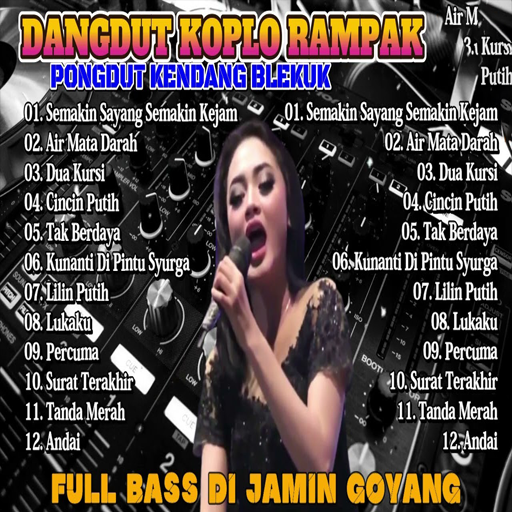 DANGDUT KOPLO RAMPAK
PONGDUT KENDANG BLEKUK
Air M
3. Kurs
Putih
01. Semakin Sayang Semakin Kejam
02. Air Mata Darah
03. Dua Kursi
04. Cincin Putih
05. Tak Berdaya
06. Kunanti Di Pintu Syurga
07. Lilin Putih
08. Lukaku
09. Percuma
10. Surat Terakhir
11. Tanda Merah
12. Andai
01. Semakin Sayang Semakin Kejam
02. Air Mata Darah
03. Dua Kursi
04. Cincin Putih
05. Tak Berdaya
06. Kunanti Di Pintu Syurga
07. Lilin Putih
08. Lukaku
09. Percuma
10. Surat Terakhir
11. Tanda Merah
12. Andai
FULL BASS DI JAMIN GOYANG